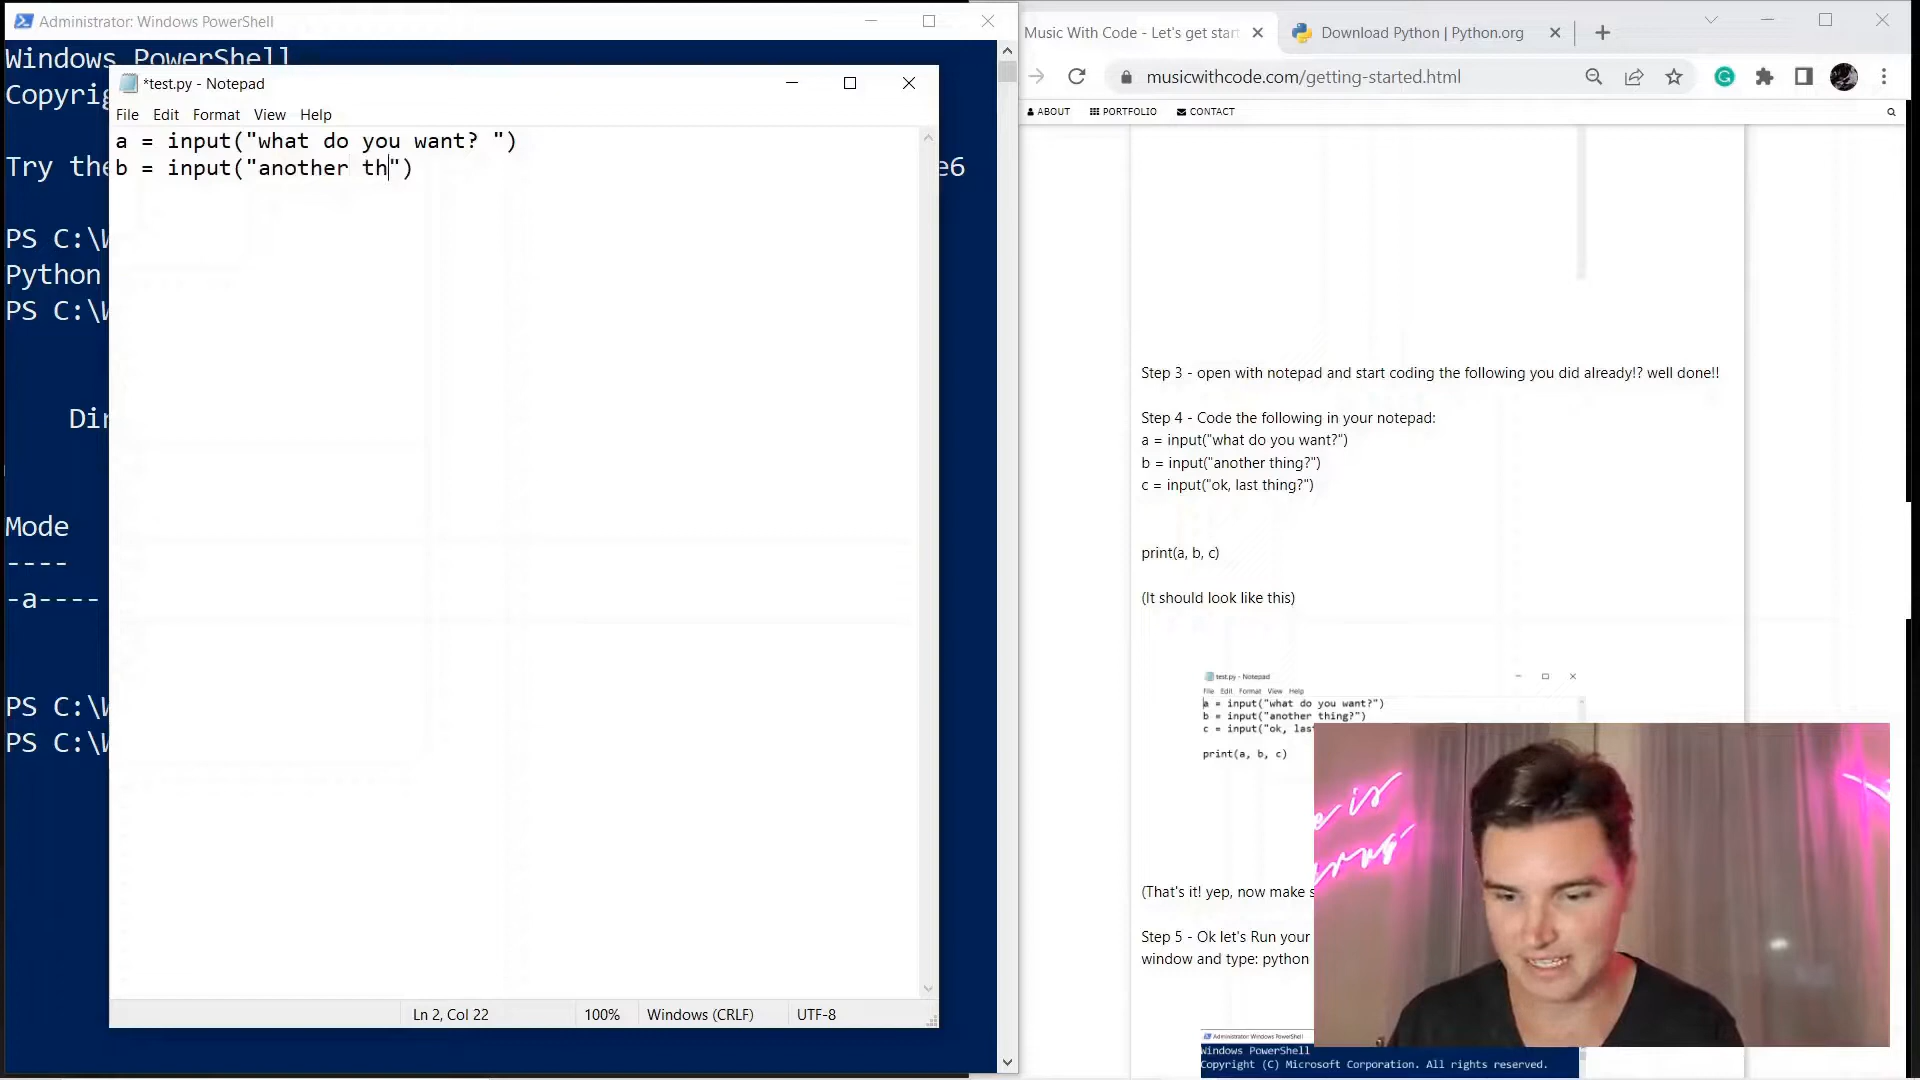 Administrator: Windows PowerShell
Windows PowerShell
Try the
PS C:\
Python
PS C:\
Mode
----
-a----
PS C:\
PS C:\
*test.py - Notepad
File Edit Format View Help
a = input("what do you want? ")
b = input("another th")
Ln 2, Col 22 100% Windows (CRLF) UTF-8
Music With Code - Let's get
Download Python | Python.org
musicwithcode.com/getting-started.html
ABOUT PORTFOLIO CONTACT
Step 3 - open with notepad and start coding the following you did already!? well done!!
Step 4 - Code the following in your notepad:
a = input("what do you want?")
b = input("another thing?")
c = input("ok, last thing?")
print(a, b, c)
(It should look like this)
test.py - Notepad
File Edit Format View Help
a = input("what do you want?")
b = input("another thing?")
c = input("ok,
print(a, b, c)
(That's it! yep, now make
Step 5 - Ok let's Run your
window and type: python
is
Administrator: Windows PowerShell
Windows PowerShell
Copyright (C) Microsoft Corporation. All rights reserved.